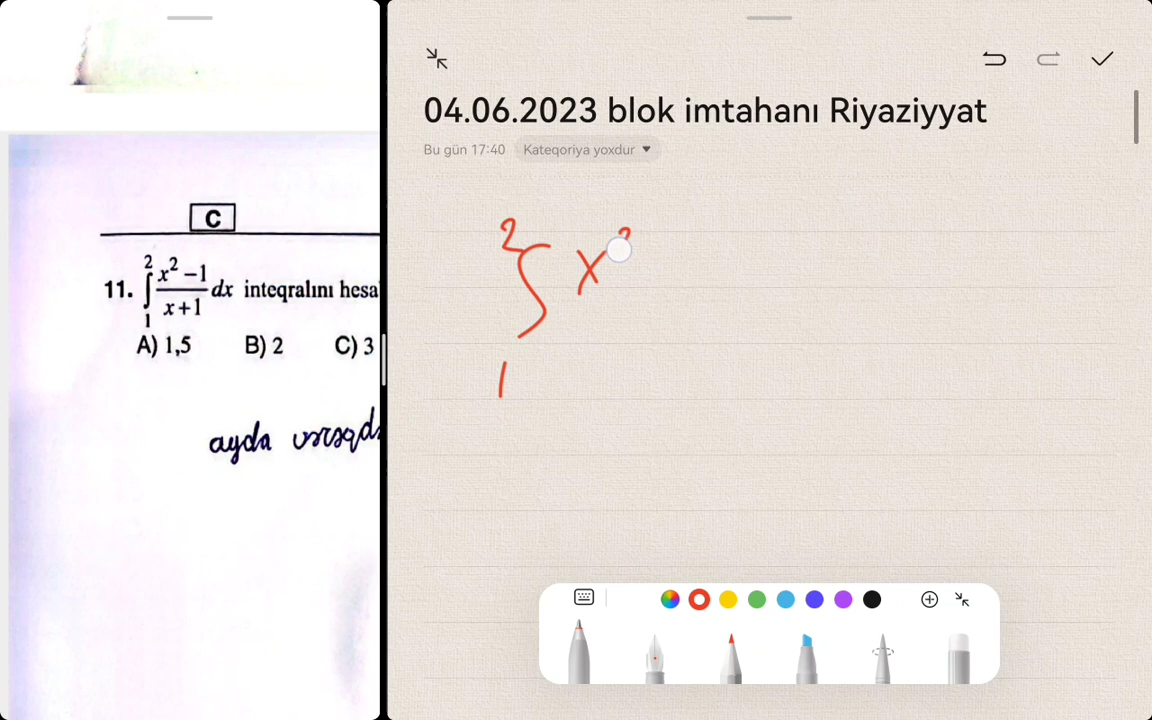 C
11. ∫₁² (x² − 1)/(x + 1) dx inteqralını hesa
A) 1,5 B) 2 C) 3
ayda
04.06.2023 blok imtahanı Riyaziyyat
Bu gün 17:40 Kateqoriya yoxdur
2
∫ x
1